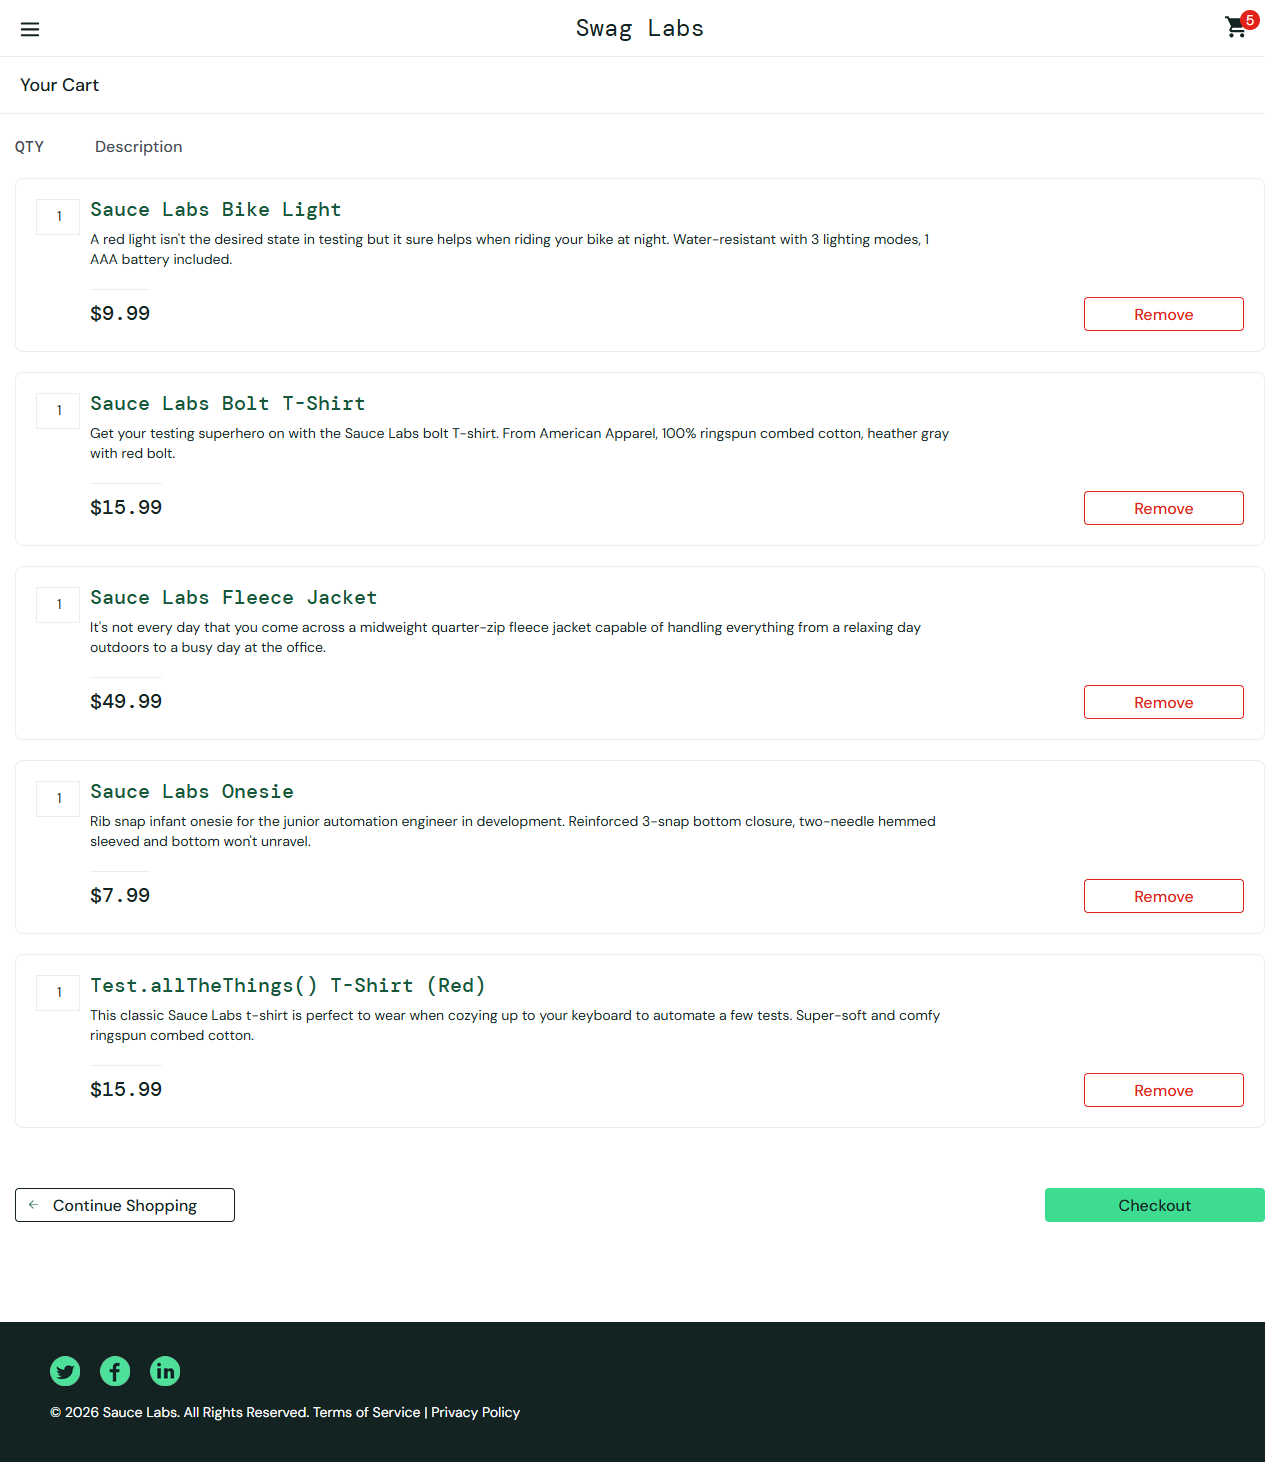 Swag Labs
5
Your Cart
QTY Description
1
Sauce Labs Bike Light
A red light isn't the desired state in testing but it sure helps when riding your bike at night. Water-resistant with 3 lighting modes, 1
AAA battery included.
$9.99
Remove
1
Sauce Labs Bolt T-Shirt
Get your testing superhero on with the Sauce Labs bolt T-shirt. From American Apparel, 100% ringspun combed cotton, heather gray
with red bolt.
$15.99
Remove
1
Sauce Labs Fleece Jacket
It's not every day that you come across a midweight quarter-zip fleece jacket capable of handling everything from a relaxing day
outdoors to a busy day at the office.
$49.99
Remove
1
Sauce Labs Onesie
Rib snap infant onesie for the junior automation engineer in development. Reinforced 3-snap bottom closure, two-needle hemmed
sleeved and bottom won't unravel.
$7.99
Remove
1
Test.allTheThings() T-Shirt (Red)
This classic Sauce Labs t-shirt is perfect to wear when cozying up to your keyboard to automate a few tests. Super-soft and comfy
ringspun combed cotton.
$15.99
Remove
Continue Shopping
Checkout
© 2026 Sauce Labs. All Rights Reserved. Terms of Service | Privacy Policy